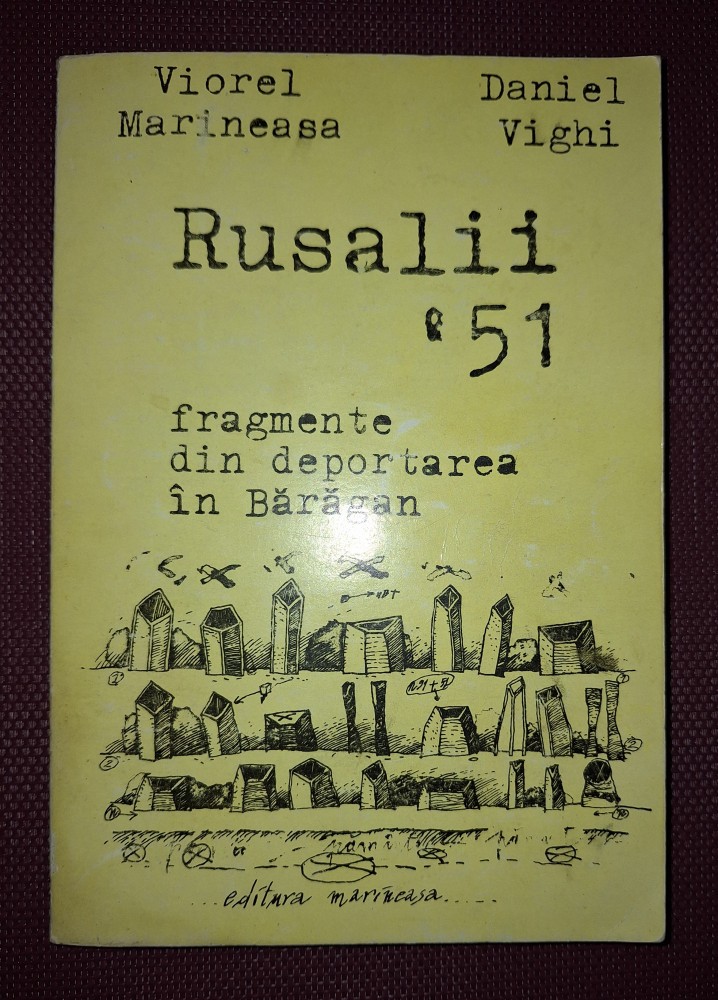 Viorel
Marineasa
Daniel
Vighi
Rusalii
'51
fragmente
din deportarea
în Bărăgan
...editura marineasa.....